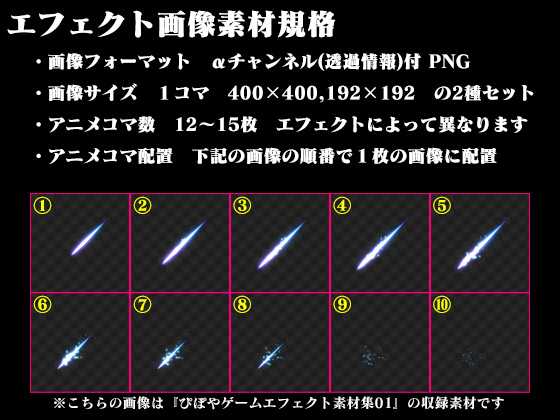 エフェクト画像素材規格
・画像フォーマット　αチャンネル(透過情報)付 PNG
・画像サイズ　１コマ　400×400,192×192　の2種セット
・アニメコマ数　12～15枚　エフェクトによって異なります
・アニメコマ配置　下記の画像の順番で１枚の画像に配置
① ② ③ ④ ⑤
⑥ ⑦ ⑧ ⑨ ⑩
※こちらの画像は『ぴぽやゲームエフェクト素材集01』の収録素材です